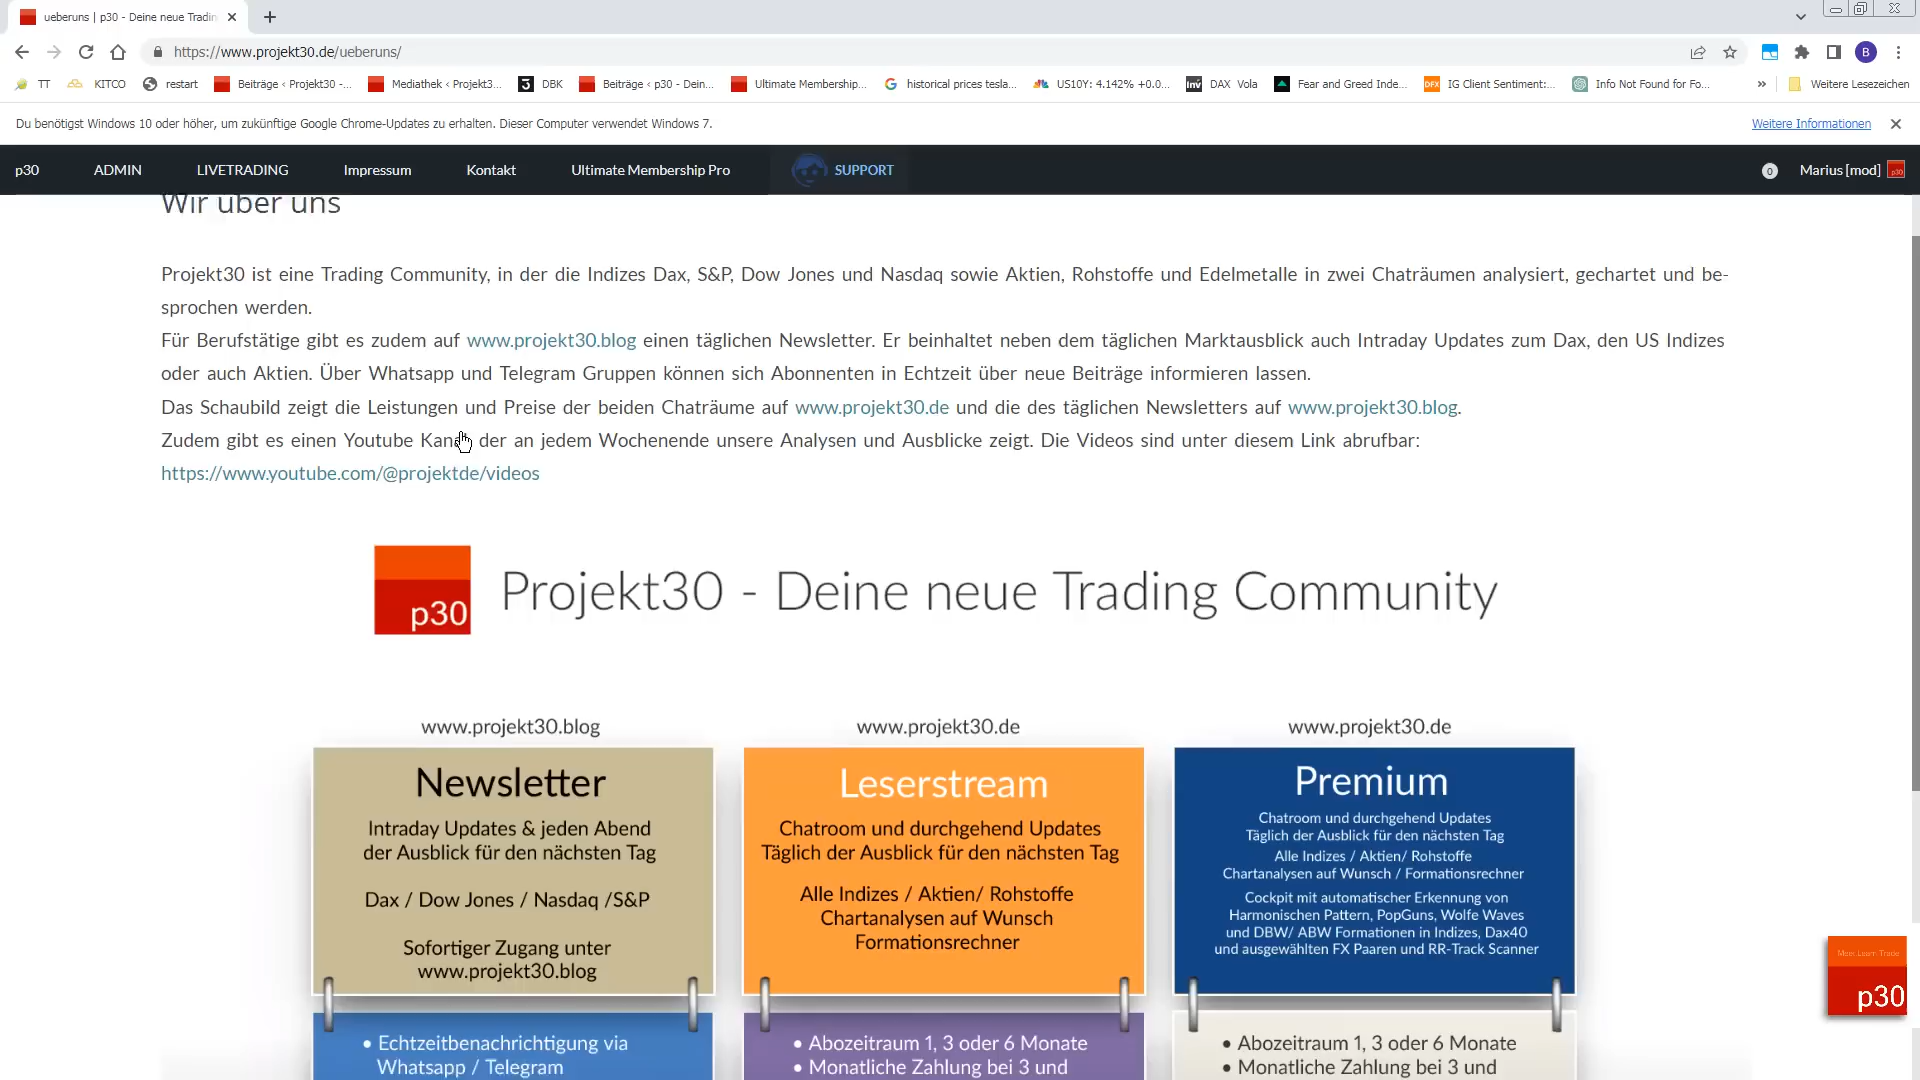 ueberuns | p30 - Deine neue Tradin
https://www.projekt30.de/ueberuns/
B
TT
KITCO
restart
Beiträge ‹ Projekt30 -...
Mediathek ‹ Projekt3...
DBK
Beiträge ‹ p30 - Dein...
Ultimate Membership...
historical prices tesla...
US10Y: 4.142% +0.0...
DAX Vola
Fear and Greed Inde...
IG Client Sentiment:...
Info Not Found for Fo...
»
Weitere Lesezeichen
Du benötigst Windows 10 oder höher, um zukünftige Google Chrome-Updates zu erhalten. Dieser Computer verwendet Windows 7.
Weitere Informationen
p30
ADMIN
LIVETRADING
Impressum
Kontakt
Ultimate Membership Pro
SUPPORT
0
Marius [mod]
Wir über uns
Projekt30 ist eine Trading Community, in der die Indizes Dax, S&P, Dow Jones und Nasdaq sowie Aktien, Rohstoffe und Edelmetalle in zwei Chaträumen analysiert, gechartet und be-
sprochen werden.
Für Berufstätige gibt es zudem auf www.projekt30.blog einen täglichen Newsletter. Er beinhaltet neben dem täglichen Marktausblick auch Intraday Updates zum Dax, den US Indizes
oder auch Aktien. Über Whatsapp und Telegram Gruppen können sich Abonnenten in Echtzeit über neue Beiträge informieren lassen.
Das Schaubild zeigt die Leistungen und Preise der beiden Chaträume auf www.projekt30.de und die des täglichen Newsletters auf www.projekt30.blog.
Zudem gibt es einen Youtube Kanal der an jedem Wochenende unsere Analysen und Ausblicke zeigt. Die Videos sind unter diesem Link abrufbar:
https://www.youtube.com/@projektde/videos
p30
Projekt30 - Deine neue Trading Community
www.projekt30.blog
Newsletter
Intraday Updates & jeden Abend
der Ausblick für den nächsten Tag
Dax / Dow Jones / Nasdaq /S&P
Sofortiger Zugang unter
www.projekt30.blog
• Echtzeitbenachrichtigung via
Whatsapp / Telegram
www.projekt30.de
Leserstream
Chatroom und durchgehend Updates
Täglich der Ausblick für den nächsten Tag
Alle Indizes / Aktien/ Rohstoffe
Chartanalysen auf Wunsch
Formationsrechner
• Abozeitraum 1, 3 oder 6 Monate
• Monatliche Zahlung bei 3 und
www.projekt30.de
Premium
Chatroom und durchgehend Updates
Täglich der Ausblick für den nächsten Tag
Alle Indizes / Aktien/ Rohstoffe
Chartanalysen auf Wunsch / Formationsrechner
Cockpit mit automatischer Erkennung von
Harmonischen Pattern, PopGuns, Wolfe Waves
und DBW/ ABW Formationen in Indizes, Dax40
und ausgewählten FX Paaren und RR-Track Scanner
• Abozeitraum 1, 3 oder 6 Monate
• Monatliche Zahlung bei 3 und
p30